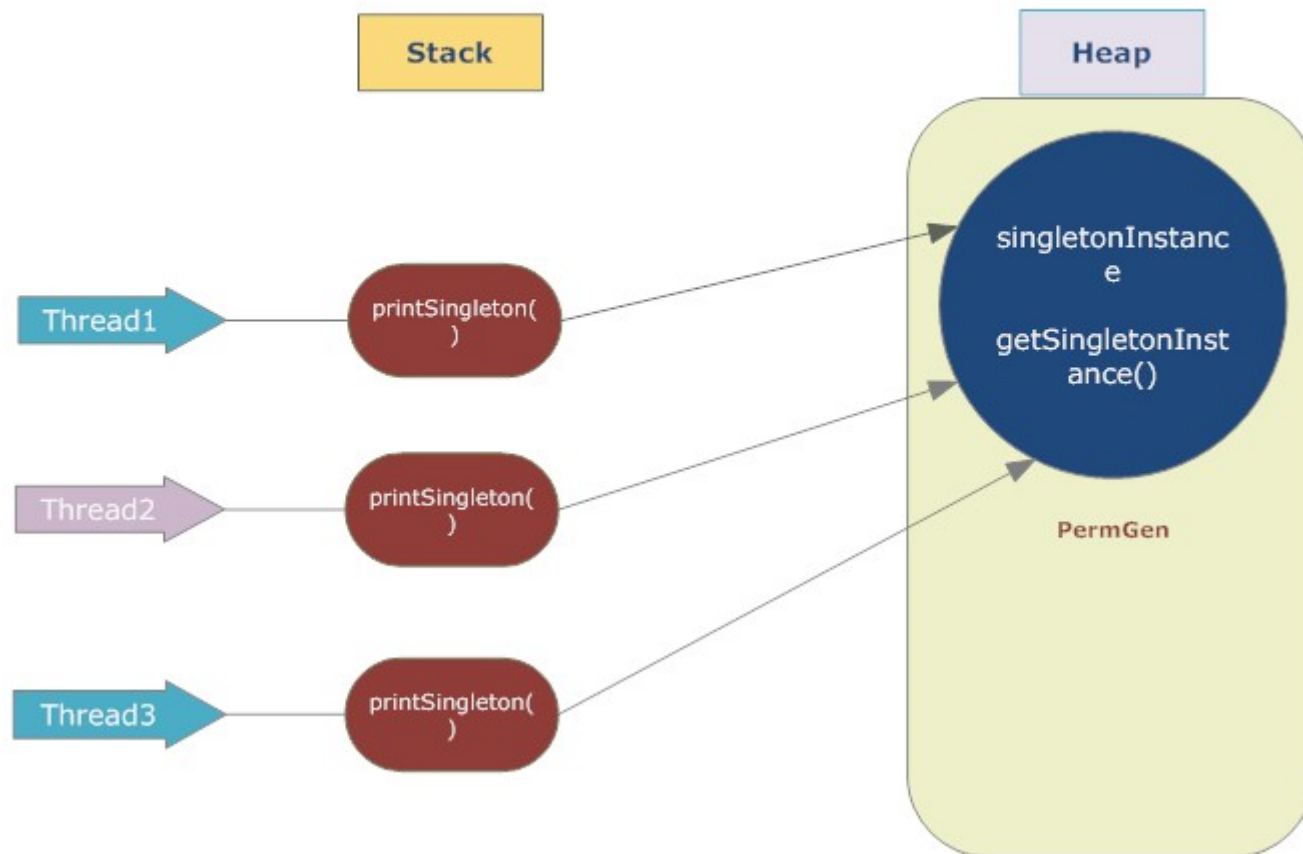 Stack
Heap
singletonInstanc
e
getSingletonInst
ance()
Thread1
printSingleton(
)
Thread2
printSingleton(
)
PermGen
Thread3
printSingleton(
)